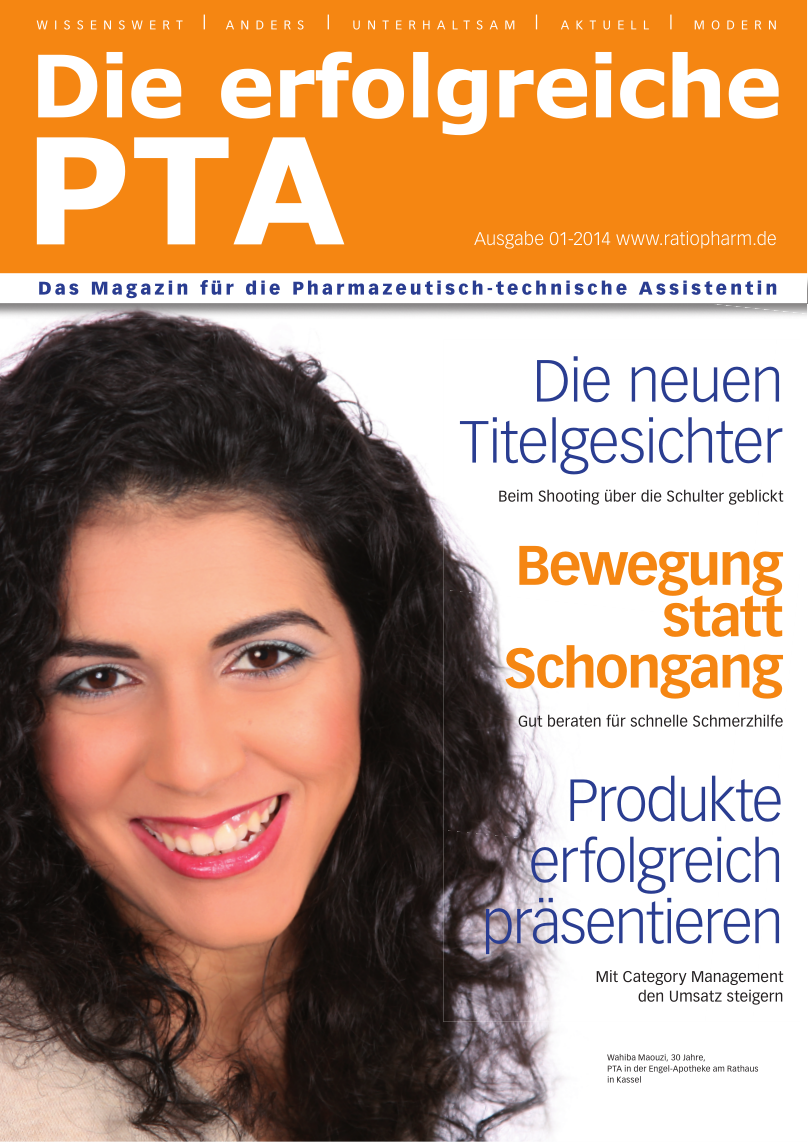 WISSENSWERT | ANDERS | UNTERHALTSAM | AKTUELL | MODERN
Die erfolgreiche
PTA
Ausgabe 01-2014 www.ratiopharm.de
Das Magazin für die Pharmazeutisch-technische Assistentin
Die neuen
Titelgesichter
Beim Shooting über die Schulter geblickt
Bewegung
statt
Schongang
Gut beraten für schnelle Schmerzhilfe
Produkte
erfolgreich
präsentieren
Mit Category Management
den Umsatz steigern
Wahiba Maouzi, 30 Jahre,
PTA in der Engel-Apotheke am Rathaus
in Kassel